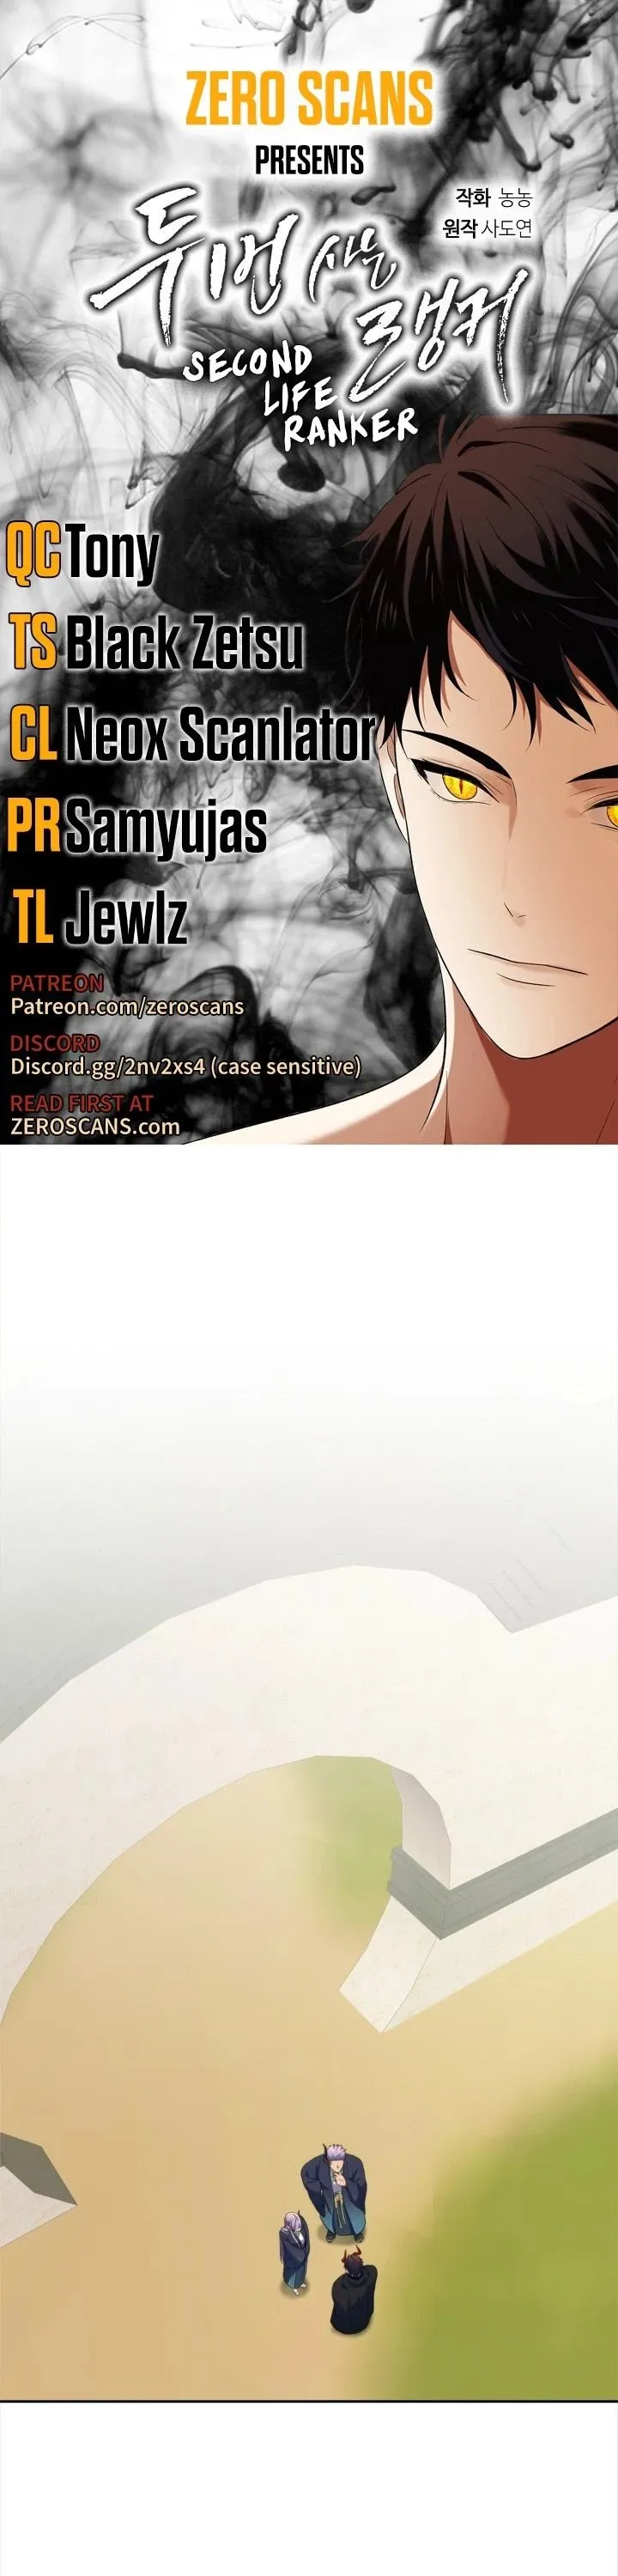 ZERO SCANS
PRESENTS
작화 농농
원작 사도연
두번 사는
랭커
SECOND
LIFE
RANKER
QC Tony
TS Black Zetsu
CL Neox Scanlator
PR Samyujas
TL Jewlz
PATREON
Patreon.com/zeroscans
DISCORD
Discord.gg/2nv2xs4 (case sensitive)
READ FIRST AT
ZEROSCANS.com